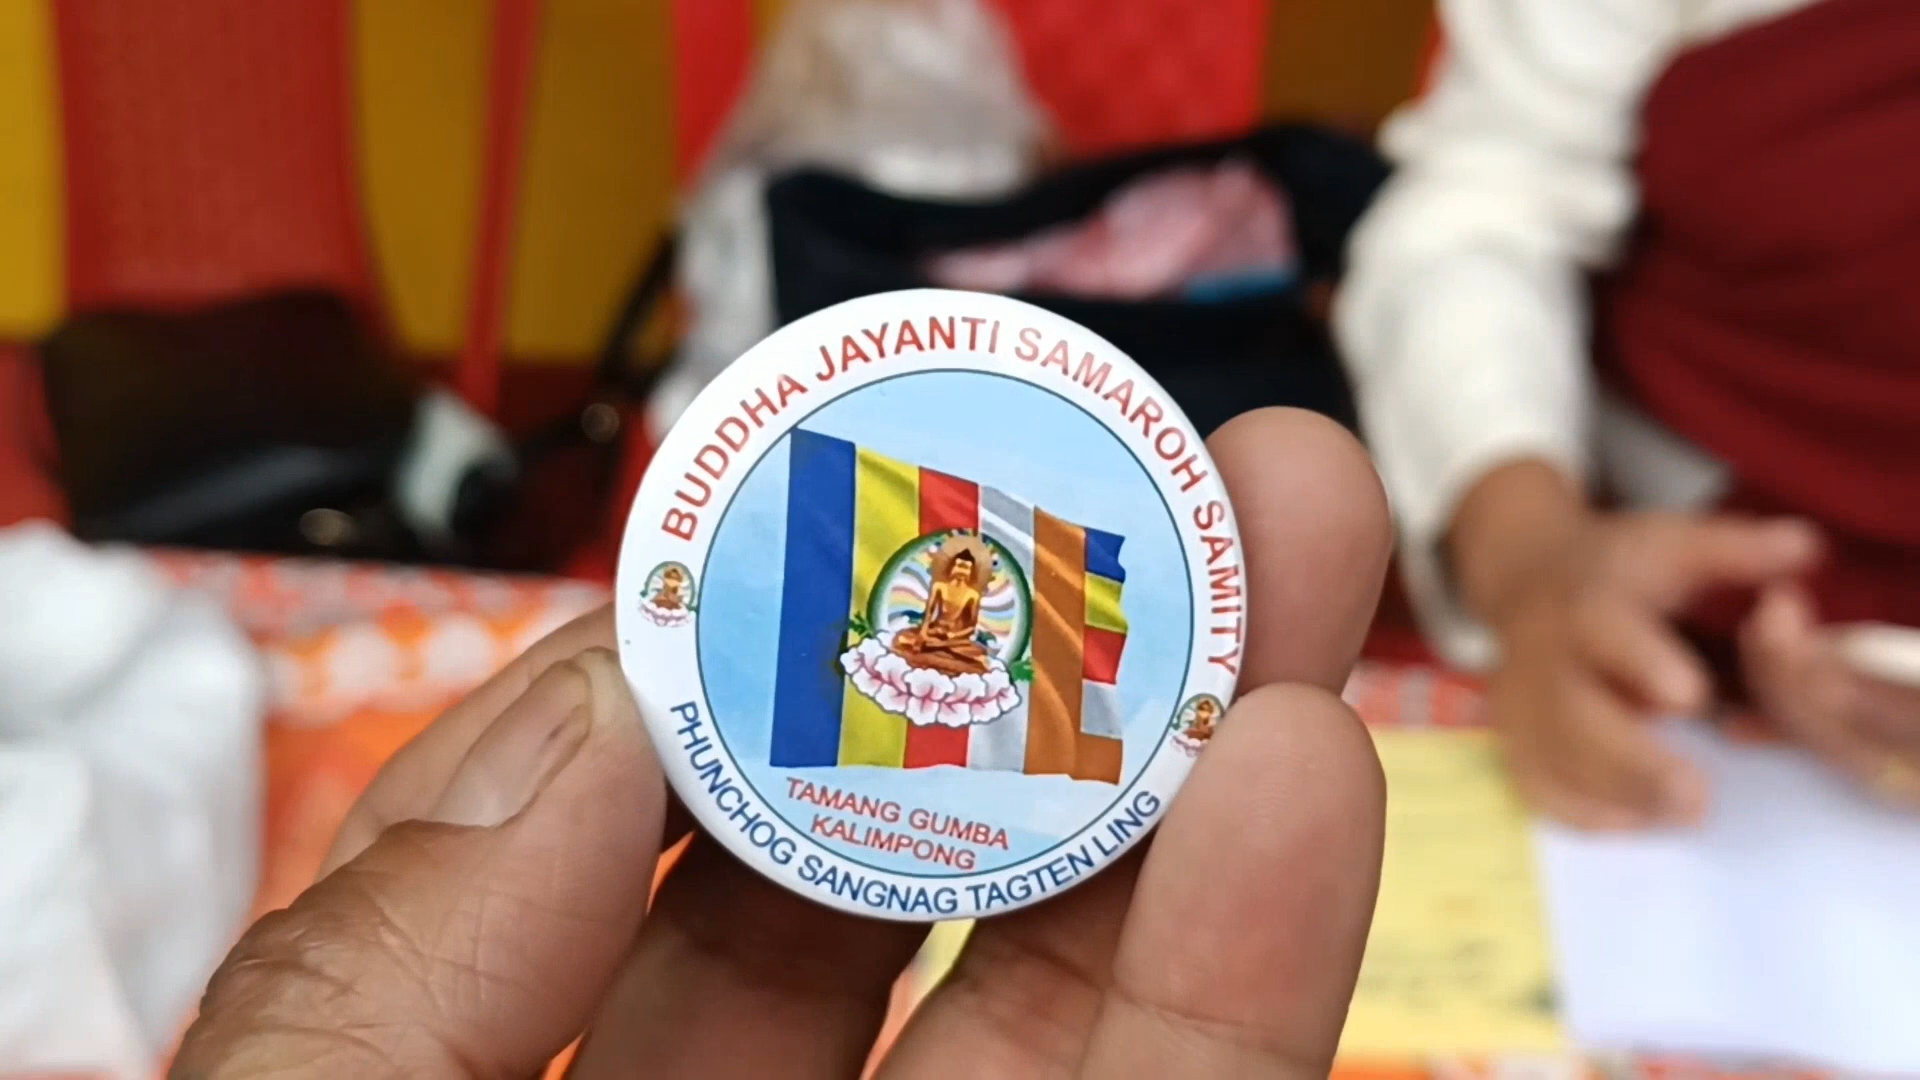 BUDDHA JAYANTI SAMAROH SAMITY
TAMANG GUMBA
KALIMPONG
PHUNCHOG SANGNAG TAGTEN LING